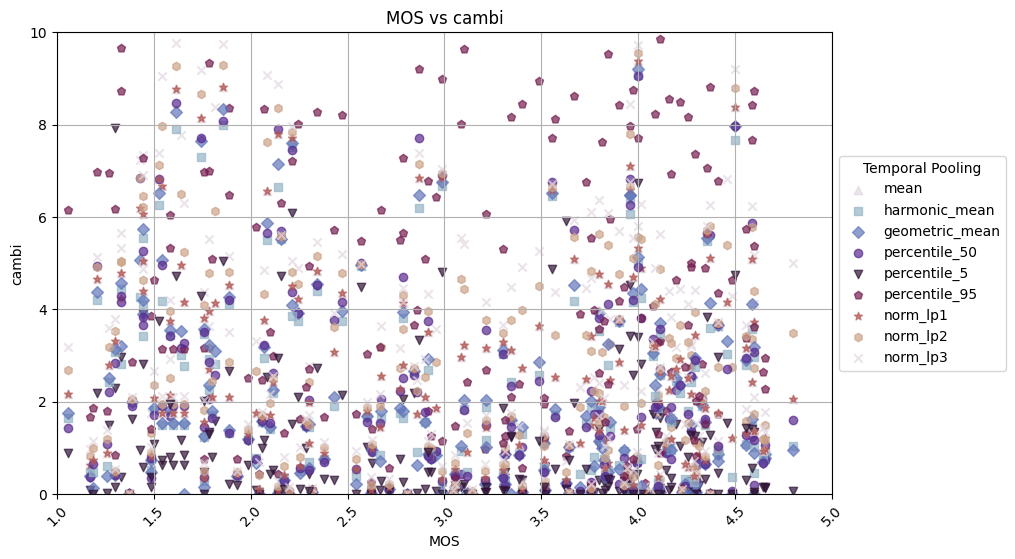 MOS vs cambi
10
8
6
4
2
0
cambi
1.0
1.5
2.0
2.5
3.0
3.5
4.0
4.5
5.0
MOS
Temporal Pooling
mean
harmonic_mean
geometric_mean
percentile_50
percentile_5
percentile_95
norm_lp1
norm_lp2
norm_lp3